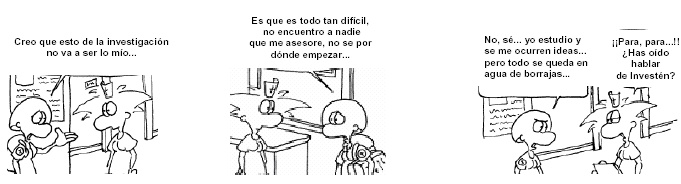 Creo que esto de la investigación
no va a ser lo mío...
Es que es todo tan difícil,
no encuentro a nadie
que me asesore, no se por
dónde empezar...
No, sé... yo estudio y
se me ocurren ideas...
pero todo se queda en
agua de borrajas...
¡¡Para, para...!!
¿Has oído
hablar
de Investén?